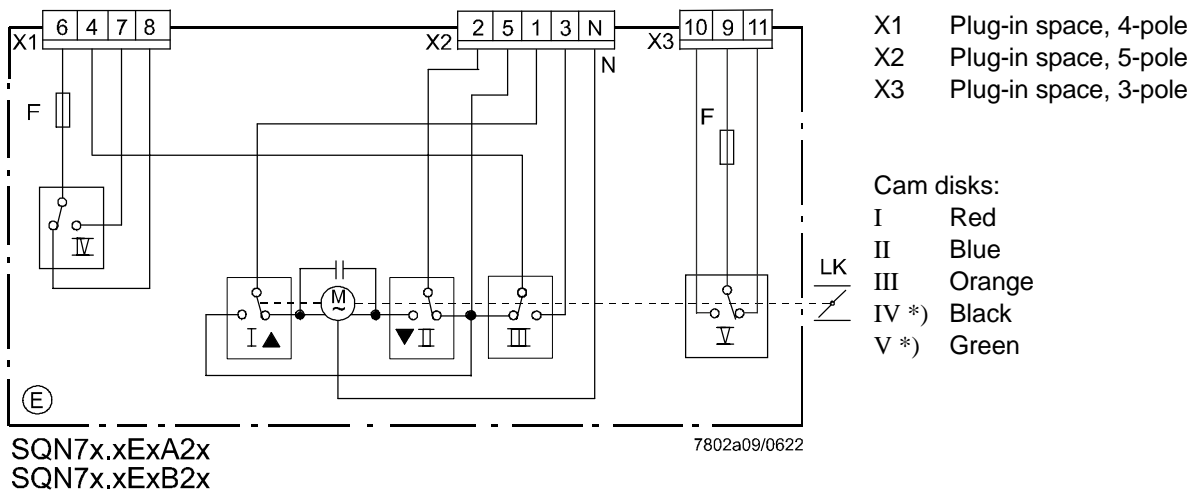 6 4 7 8
X1
2 5 1 3 N
X2
N
10 9 11
X3
F
F
IV
M
~
I ▲
▼ II
III
V
LK
E
SQN7x.xExA2x
SQN7x.xExB2x
7802a09/0622
X1 Plug-in space, 4-pole
X2 Plug-in space, 5-pole
X3 Plug-in space, 3-pole
Cam disks:
I Red
II Blue
III Orange
IV *) Black
V *) Green